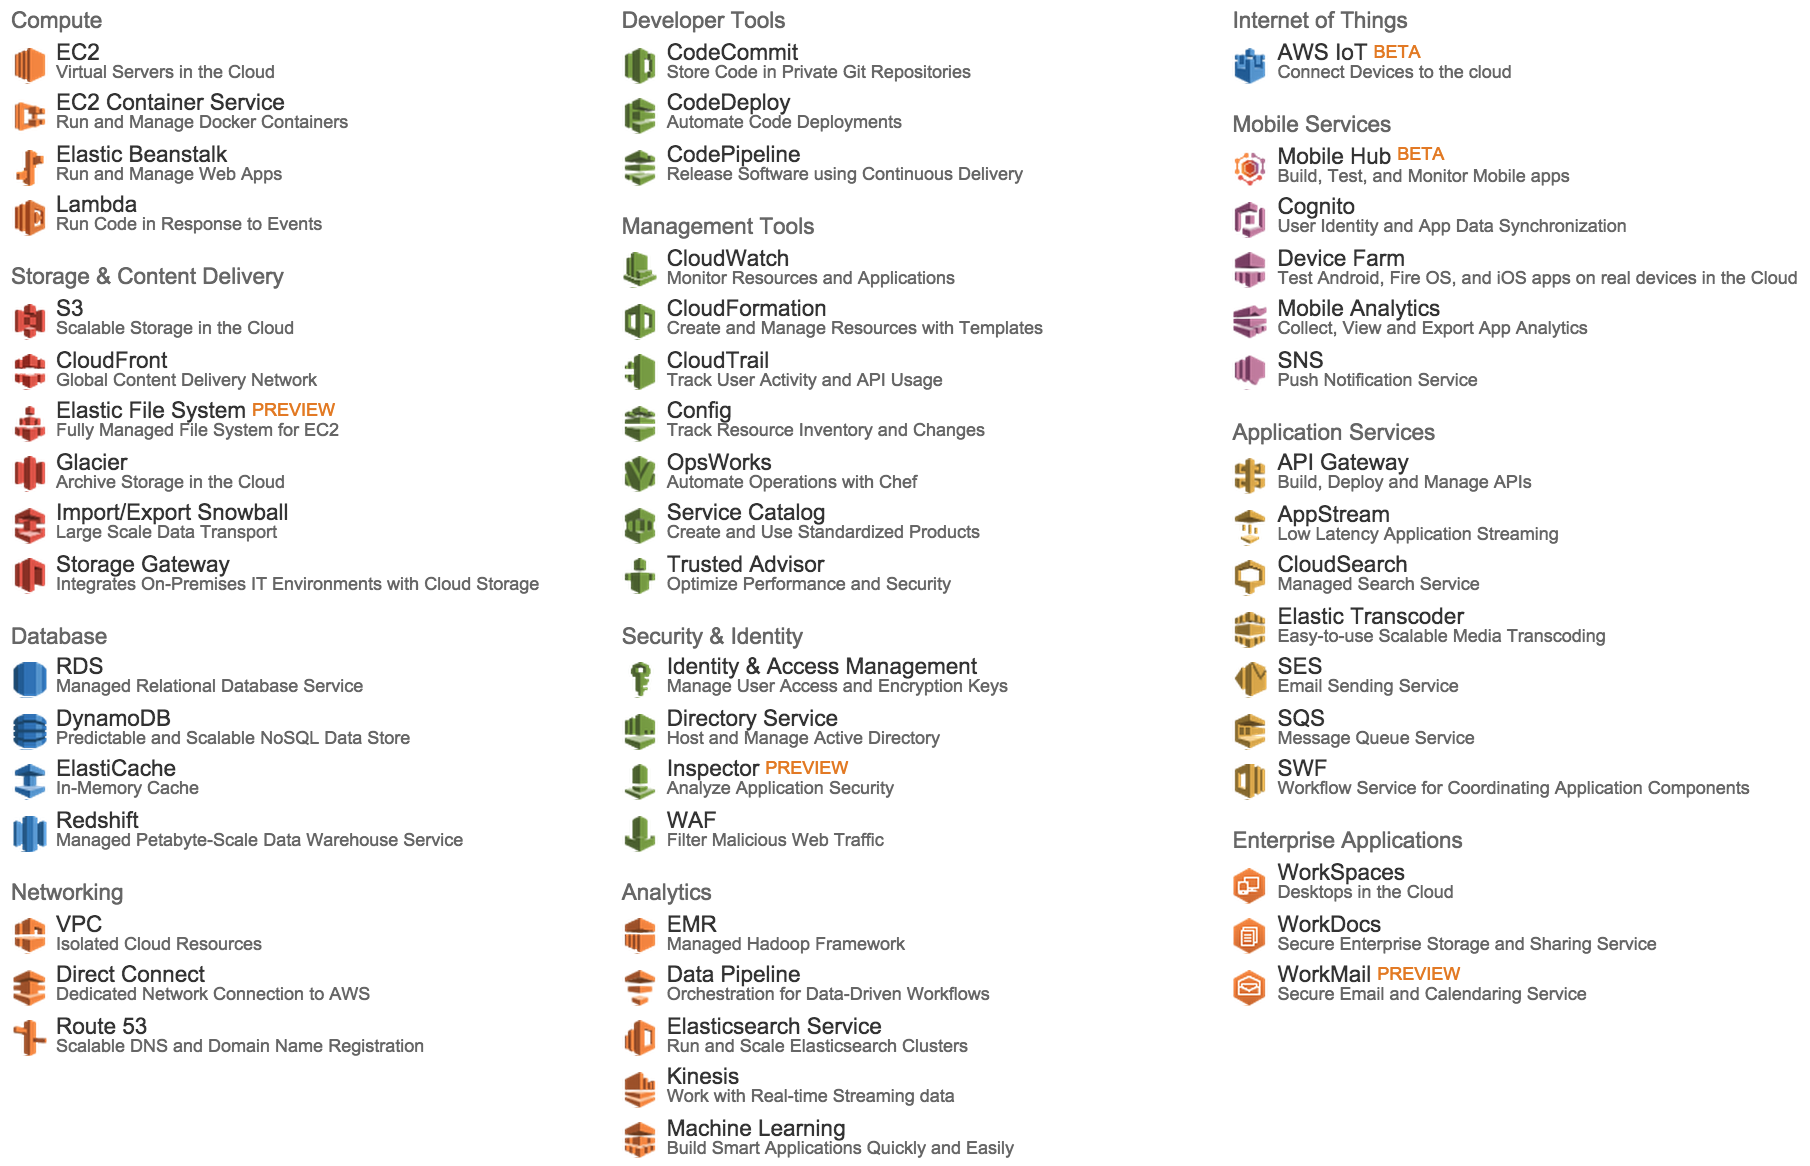 Compute
EC2
Virtual Servers in the Cloud
EC2 Container Service
Run and Manage Docker Containers
Elastic Beanstalk
Run and Manage Web Apps
Lambda
Run Code in Response to Events
Storage & Content Delivery
S3
Scalable Storage in the Cloud
CloudFront
Global Content Delivery Network
Elastic File System PREVIEW
Fully Managed File System for EC2
Glacier
Archive Storage in the Cloud
Import/Export Snowball
Large Scale Data Transport
Storage Gateway
Integrates On-Premises IT Environments with Cloud Storage
Database
RDS
Managed Relational Database Service
DynamoDB
Predictable and Scalable NoSQL Data Store
ElastiCache
In-Memory Cache
Redshift
Managed Petabyte-Scale Data Warehouse Service
Networking
VPC
Isolated Cloud Resources
Direct Connect
Dedicated Network Connection to AWS
Route 53
Scalable DNS and Domain Name Registration
Developer Tools
CodeCommit
Store Code in Private Git Repositories
CodeDeploy
Automate Code Deployments
CodePipeline
Release Software using Continuous Delivery
Management Tools
CloudWatch
Monitor Resources and Applications
CloudFormation
Create and Manage Resources with Templates
CloudTrail
Track User Activity and API Usage
Config
Track Resource Inventory and Changes
OpsWorks
Automate Operations with Chef
Service Catalog
Create and Use Standardized Products
Trusted Advisor
Optimize Performance and Security
Security & Identity
Identity & Access Management
Manage User Access and Encryption Keys
Directory Service
Host and Manage Active Directory
Inspector PREVIEW
Analyze Application Security
WAF
Filter Malicious Web Traffic
Analytics
EMR
Managed Hadoop Framework
Data Pipeline
Orchestration for Data-Driven Workflows
Elasticsearch Service
Run and Scale Elasticsearch Clusters
Kinesis
Work with Real-time Streaming data
Machine Learning
Build Smart Applications Quickly and Easily
Internet of Things
AWS IoT BETA
Connect Devices to the cloud
Mobile Services
Mobile Hub BETA
Build, Test, and Monitor Mobile apps
Cognito
User Identity and App Data Synchronization
Device Farm
Test Android, Fire OS, and iOS apps on real devices in the Cloud
Mobile Analytics
Collect, View and Export App Analytics
SNS
Push Notification Service
Application Services
API Gateway
Build, Deploy and Manage APIs
AppStream
Low Latency Application Streaming
CloudSearch
Managed Search Service
Elastic Transcoder
Easy-to-use Scalable Media Transcoding
SES
Email Sending Service
SQS
Message Queue Service
SWF
Workflow Service for Coordinating Application Components
Enterprise Applications
WorkSpaces
Desktops in the Cloud
WorkDocs
Secure Enterprise Storage and Sharing Service
WorkMail PREVIEW
Secure Email and Calendaring Service